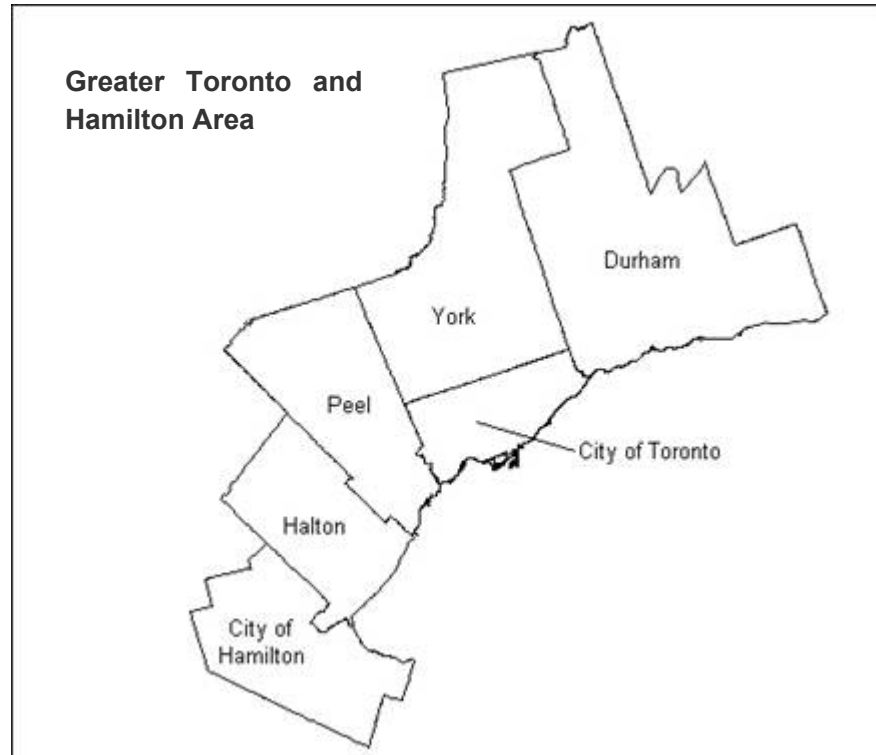 Greater Toronto and
Hamilton Area
Durham
York
Peel
City of Toronto
Halton
City of
Hamilton